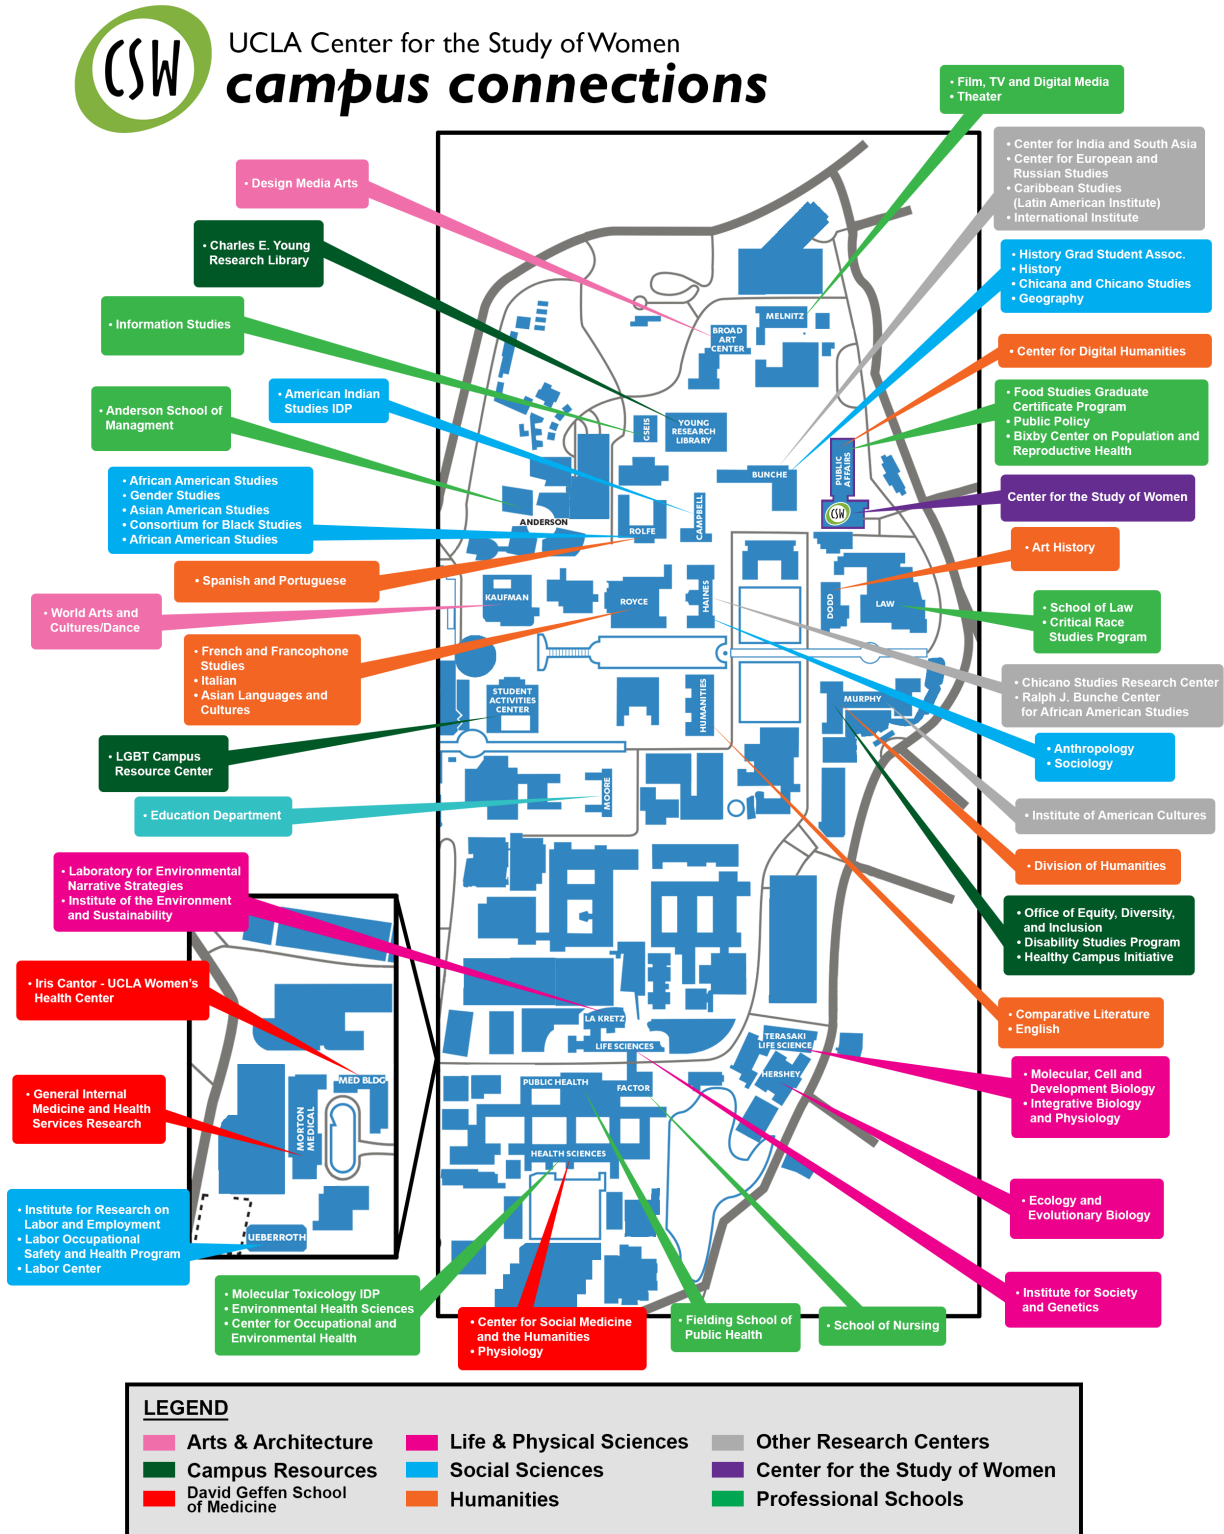 CSW
UCLA Center for the Study of Women
campus connections
• Film, TV and Digital Media
• Theater
• Center for India and South Asia
• Center for European and
Russian Studies
• Caribbean Studies
(Latin American Institute)
• International Institute
• Design Media Arts
• Charles E. Young
Research Library
• History Grad Student Assoc.
• History
• Chicana and Chicano Studies
• Geography
• Information Studies
• Center for Digital Humanities
• American Indian
Studies IDP
• Food Studies Graduate
Certificate Program
• Public Policy
• Bixby Center on Population and
Reproductive Health
• Anderson School of
Managment
• African American Studies
• Gender Studies
• Asian American Studies
• Consortium for Black Studies
• African American Studies
Center for the Study of Women
• Art History
• Spanish and Portuguese
• World Arts and
Cultures/Dance
• School of Law
• Critical Race
Studies Program
• French and Francophone
Studies
• Italian
• Asian Languages and
Cultures
• Chicano Studies Research Center
• Ralph J. Bunche Center
for African American Studies
• LGBT Campus
Resource Center
• Anthropology
• Sociology
• Education Department
• Institute of American Cultures
• Division of Humanities
• Laboratory for Environmental
Narrative Strategies
• Institute of the Environment
and Sustainability
• Office of Equity, Diversity,
and Inclusion
• Disability Studies Program
• Healthy Campus Initiative
• Iris Cantor - UCLA Women's
Health Center
• Comparative Literature
• English
• General Internal
Medicine and Health
Services Research
• Molecular, Cell and
Development Biology
• Integrative Biology
and Physiology
• Institute for Research on
Labor and Employment
• Labor Occupational
Safety and Health Program
• Labor Center
• Ecology and
Evolutionary Biology
• Molecular Toxicology IDP
• Environmental Health Sciences
• Center for Occupational and
Environmental Health
• Institute for Society
and Genetics
• Center for Social Medicine
and the Humanities
• Physiology
• Fielding School of
Public Health
• School of Nursing
MELNITZ
BROAD
ART
CENTER
GSEIS
YOUNG
RESEARCH
LIBRARY
BUNCHE
PUBLIC
AFFAIRS
CSW
ANDERSON
ROLFE
CAMPBELL
KAUFMAN
ROYCE
HAINES
DODD
LAW
STUDENT
ACTIVITIES
CENTER
HUMANITIES
MURPHY
MOORE
LA KRETZ
LIFE SCIENCES
TERASAKI
LIFE SCIENCE
HERSHEY
PUBLIC HEALTH
FACTOR
HEALTH SCIENCES
MED BLDG
MORTON
MEDICAL
UEBERROTH
LEGEND
Arts & Architecture
Life & Physical Sciences
Other Research Centers
Campus Resources
Social Sciences
Center for the Study of Women
David Geffen School
of Medicine
Humanities
Professional Schools